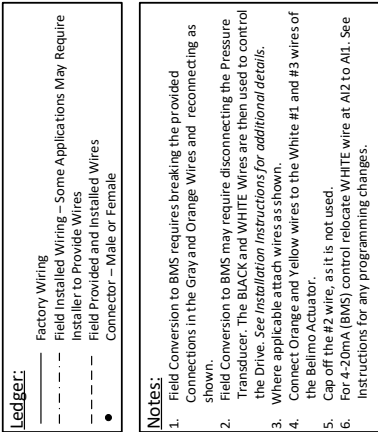 Ledger:
Factory Wiring
Field Installed Wiring – Some Applications May Require
Installer to Provide Wires
Field Provided and Installed Wires
Connector – Male or Female
Notes:
1. Field Conversion to BMS requires breaking the provided
Connections in the Gray and Orange Wires and reconnecting as
shown.
2. Field Conversion to BMS may require disconnecting the Pressure
Transducer. The BLACK and WHITE Wires are then used to control
the Drive. See Installation Instructions for additional details.
3. Where applicable attach wires as shown.
4. Connect Orange and Yellow wires to the White #1 and #3 wires of
the Belimo Actuator.
5. Cap off the #2 wire, as it is not used.
6. For 4-20mA (BMS) control relocate WHITE wire at AI2 to AI1. See
Instructions for any programming changes.